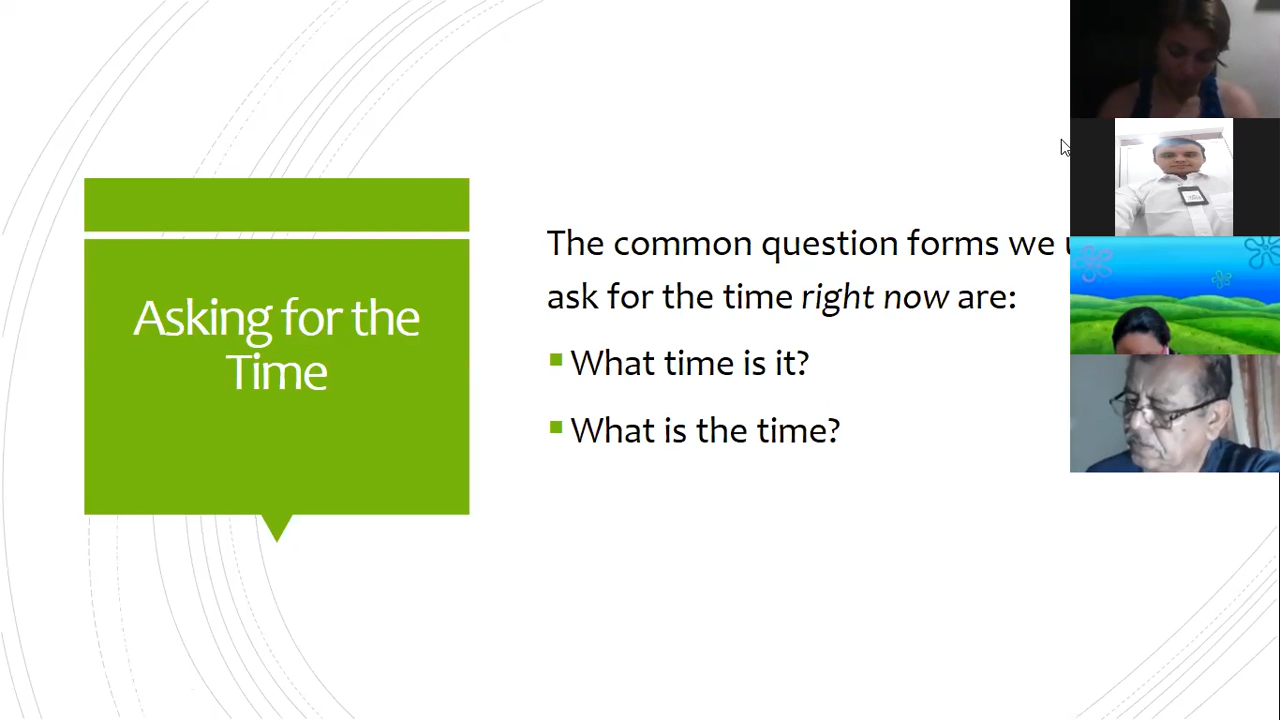 Asking for the
Time
The common question forms we
ask for the time right now are:
What time is it?
What is the time?